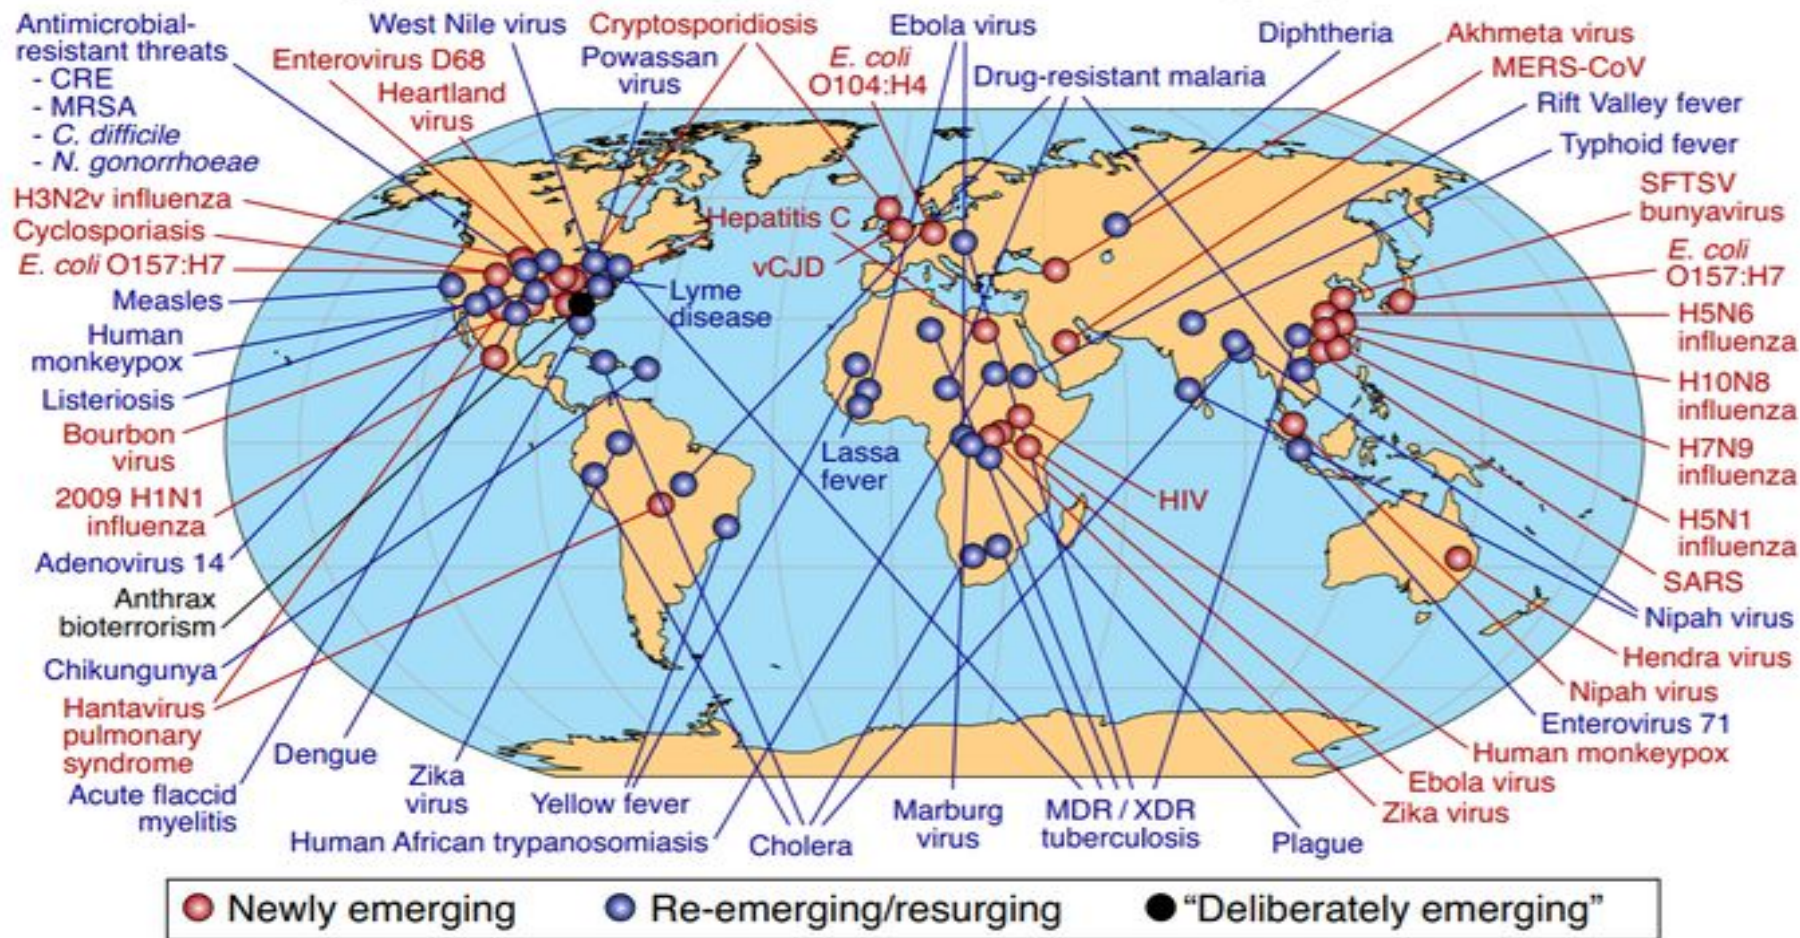 Antimicrobial-
resistant threats
- CRE
- MRSA
- C. difficile
- N. gonorrhoeae
West Nile virus
Enterovirus D68
Heartland
virus
Cryptosporidiosis
Powassan
virus
E. coli
O104:H4
Ebola virus
Drug-resistant malaria
Diphtheria
Akhmeta virus
MERS-CoV
Rift Valley fever
Typhoid fever
SFTSV
bunyavirus
E. coli
O157:H7
H5N6
influenza
H10N8
influenza
H7N9
influenza
H5N1
influenza
SARS
Nipah virus
Hendra virus
Nipah virus
Enterovirus 71
Human monkeypox
Ebola virus
Zika virus
H3N2v influenza
Cyclosporiasis
E. coli O157:H7
Measles
Human
monkeypox
Listeriosis
Bourbon
virus
2009 H1N1
influenza
Adenovirus 14
Anthrax
bioterrorism
Chikungunya
Hantavirus
pulmonary
syndrome
Acute flaccid
myelitis
Hepatitis C
vCJD
Lyme
disease
Lassa
fever
HIV
Dengue
Zika
virus
Yellow fever
Human African trypanosomiasis
Cholera
Marburg
virus
MDR / XDR
tuberculosis
Plague
Newly emerging
Re-emerging/resurging
“Deliberately emerging”